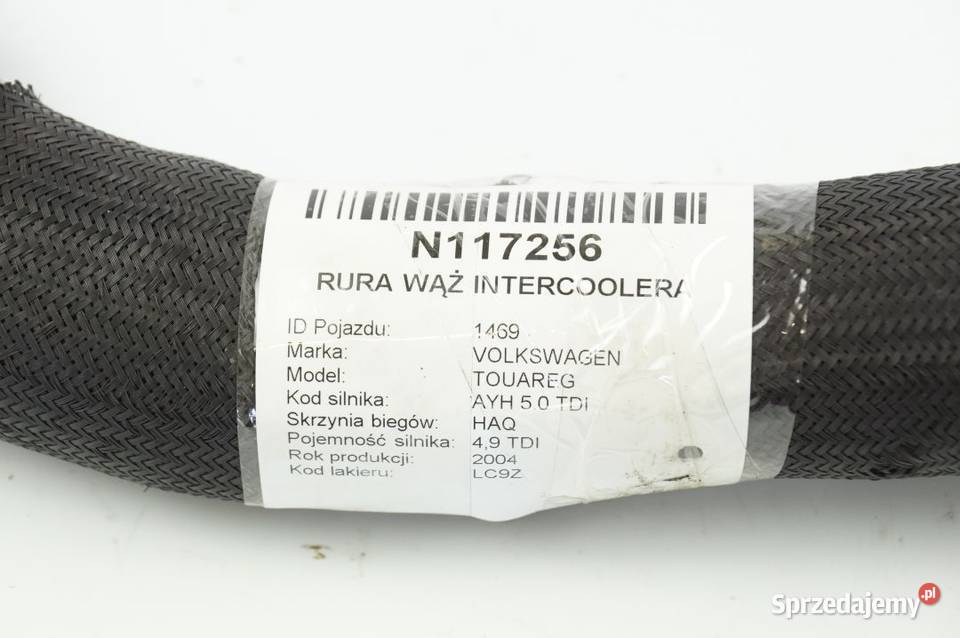 N117256
RURA WĄŻ INTERCOOLERA
ID Pojazdu: 1469
Marka: VOLKSWAGEN
Model: TOUAREG
Kod silnika: AYH 5.0 TDI
Skrzynia biegów: HAQ
Pojemność silnika: 4,9 TDI
Rok produkcji: 2004
Kod lakieru: LC9Z
Sprzedajemy.pl